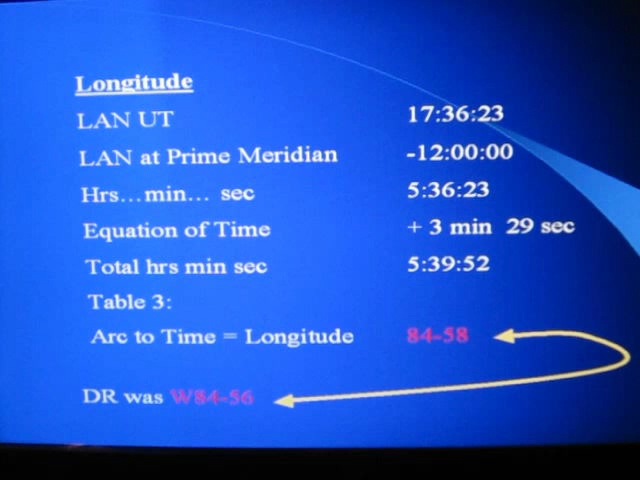 Longitude
LAN UT 17:36:23
LAN at Prime Meridian -12:00:00
Hrs...min... sec 5:36:23
Equation of Time + 3 min 29 sec
Total hrs min sec 5:39:52
Table 3:
Arc to Time = Longitude 84-58
DR was W84-56